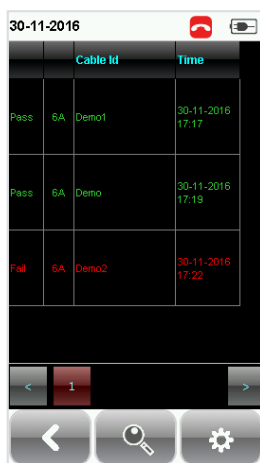 30-11-2016
Cable Id Time
Pass 6A Demo1 30-11-2016
17:17
Pass 6A Demo 30-11-2016
17:19
Fail 6A Demo2 30-11-2016
17:22
< 1 >